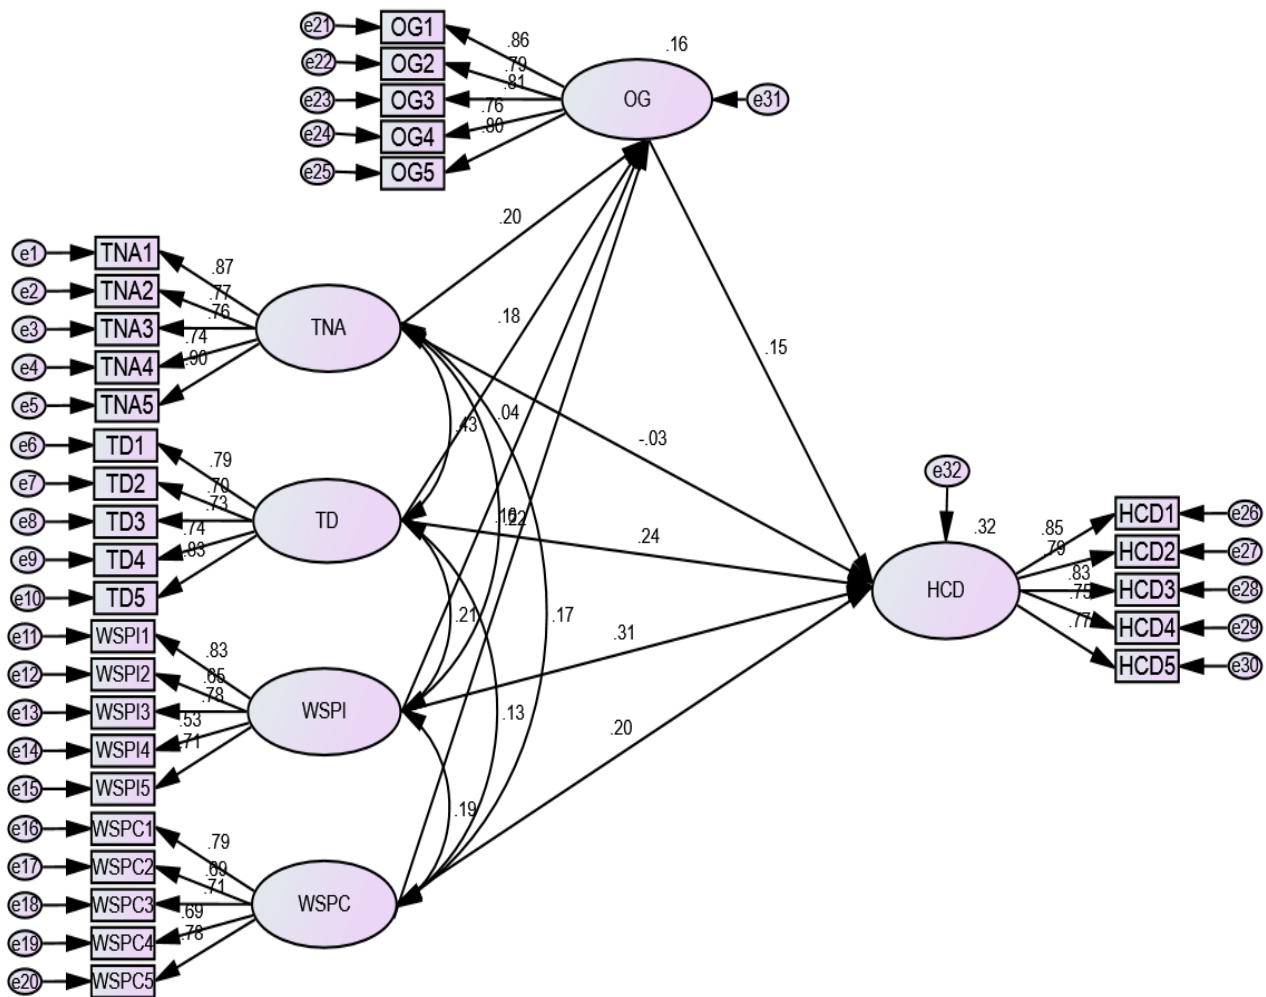 e21
OG1
.86
.16
e22
OG2
.79
.81
e23
OG3
OG
e31
.76
e24
OG4
.80
e25
OG5
.20
e1
TNA1
.87
e2
TNA2
.77
.76
e3
TNA3
TNA
.18
.74
e4
TNA4
.90
.15
e5
TNA5
.43
.04
-.03
e6
TD1
.79
e7
TD2
.70
.73
e8
TD3
TD
.22
.24
.74
e9
TD4
.83
e10
TD5
e32
.32
.85
HCD1
e26
.79
HCD2
e27
HCD
.83
HCD3
e28
.75
HCD4
e29
.77
HCD5
e30
e11
WSPI1
.83
.21
.17
.31
e12
WSPI2
.65
.78
e13
WSPI3
WSPI
.13
.53
e14
WSPI4
.71
.20
e15
WSPI5
.19
e16
WSPC1
.79
e17
WSPC2
.69
.71
e18
WSPC3
WSPC
.69
e19
WSPC4
.78
e20
WSPC5